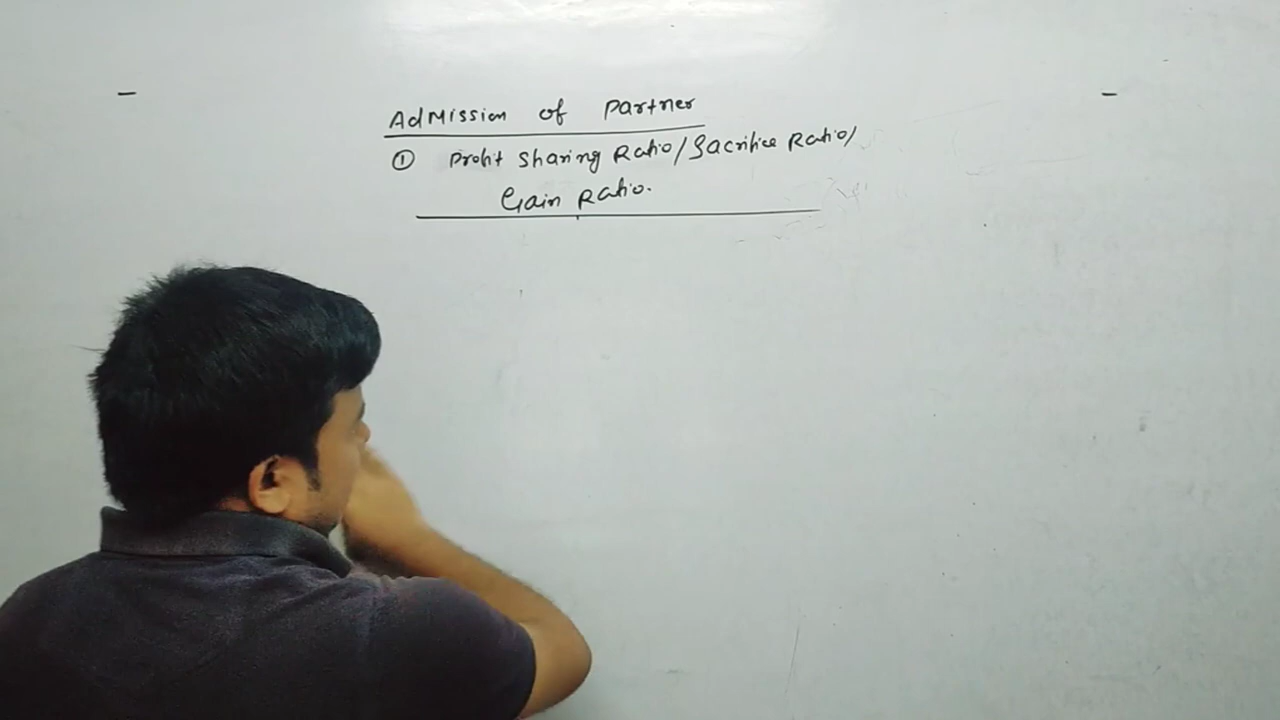 Admission of Partner
① Profit Sharing Ratio/Sacrifice Ratio/
Gain Ratio.